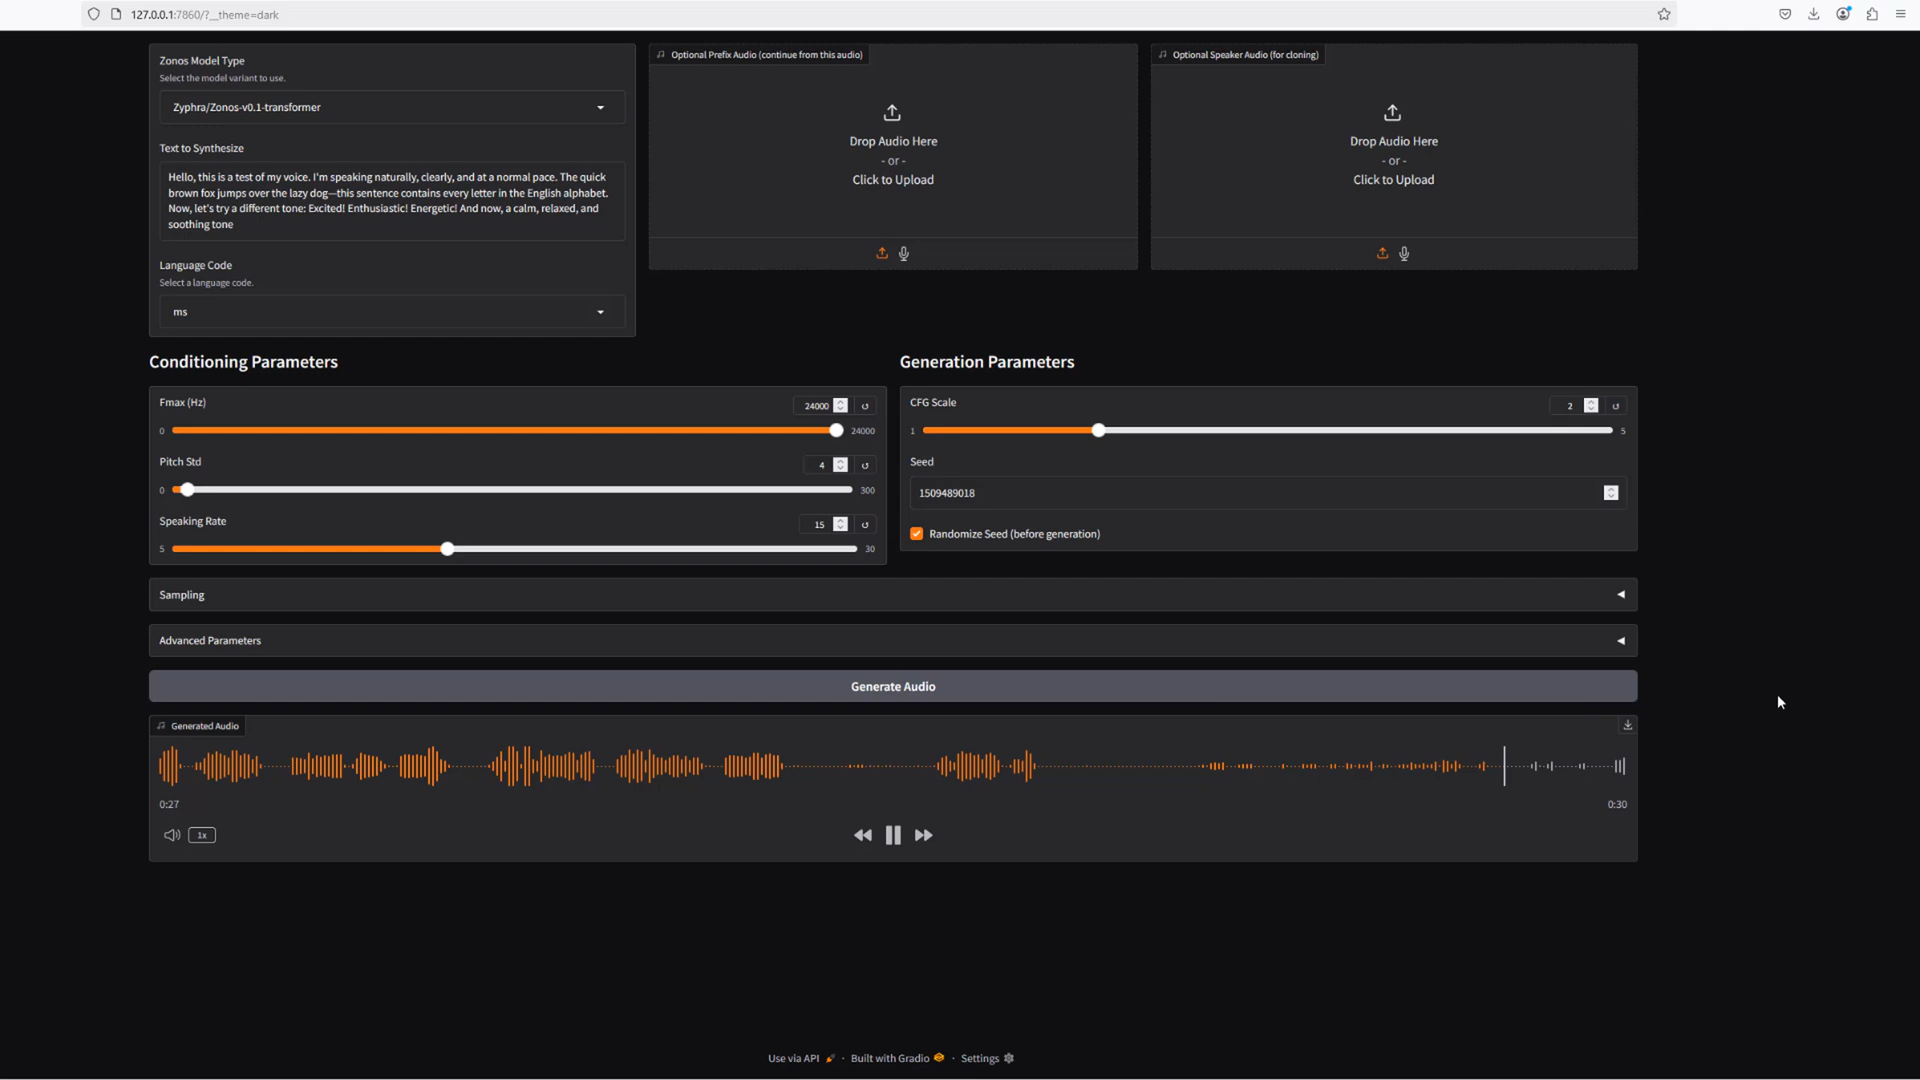 127.0.0.1:7860/?__theme=dark
Zonos Model Type
Select the model variant to use.
Zyphra/Zonos-v0.1-transformer
Text to Synthesize
Hello, this is a test of my voice. I'm speaking naturally, clearly, and at a normal pace. The quick
brown fox jumps over the lazy dog—this sentence contains every letter in the English alphabet.
Now, let's try a different tone: Excited! Enthusiastic! Energetic! And now, a calm, relaxed, and
soothing tone
Language Code
Select a language code.
ms
Optional Prefix Audio (continue from this audio)
Drop Audio Here
- or -
Click to Upload
Optional Speaker Audio (for cloning)
Drop Audio Here
- or -
Click to Upload
Conditioning Parameters
Fmax (Hz)
24000
0
24000
Pitch Std
4
0
300
Speaking Rate
15
5
30
Generation Parameters
CFG Scale
2
1
5
Seed
1509489018
Randomize Seed (before generation)
Sampling
Advanced Parameters
Generate Audio
Generated Audio
0:27
0:30
1x
Use via API · Built with Gradio · Settings